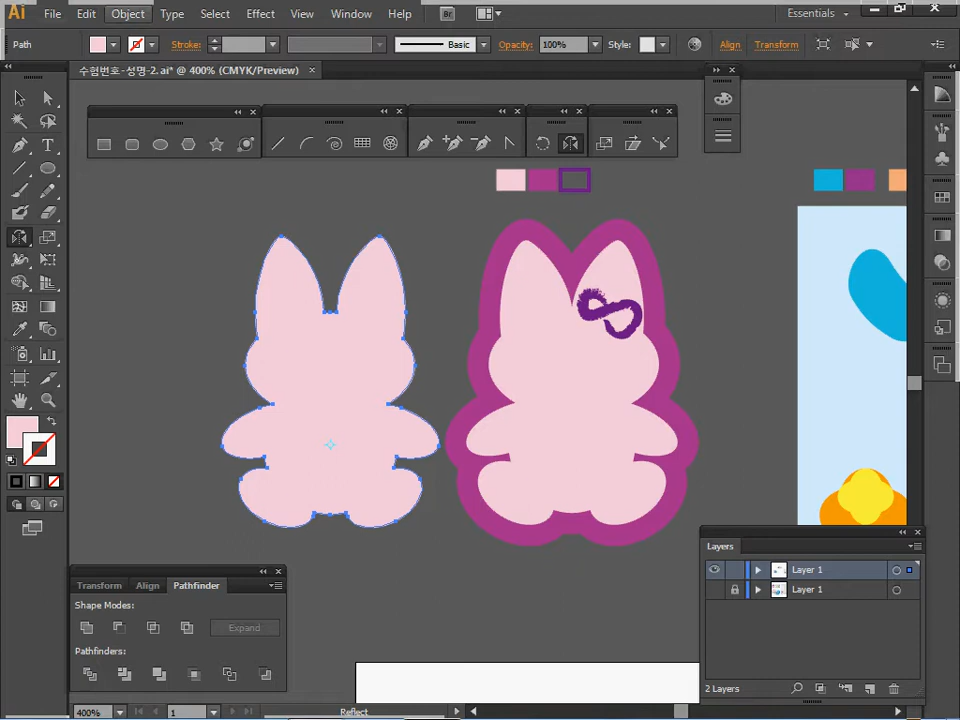 Ai File Edit Object Type Select Effect View Window Help Br Essentials
Path Stroke: Basic Opacity: 100% Style: Align Transform
수험번호-성명-2.ai* @ 400% (CMYK/Preview)
T
Layers
Layer 1
Layer 1
2 Layers
Transform Align Pathfinder
Shape Modes:
Expand
Pathfinders:
400% 1 Reflect